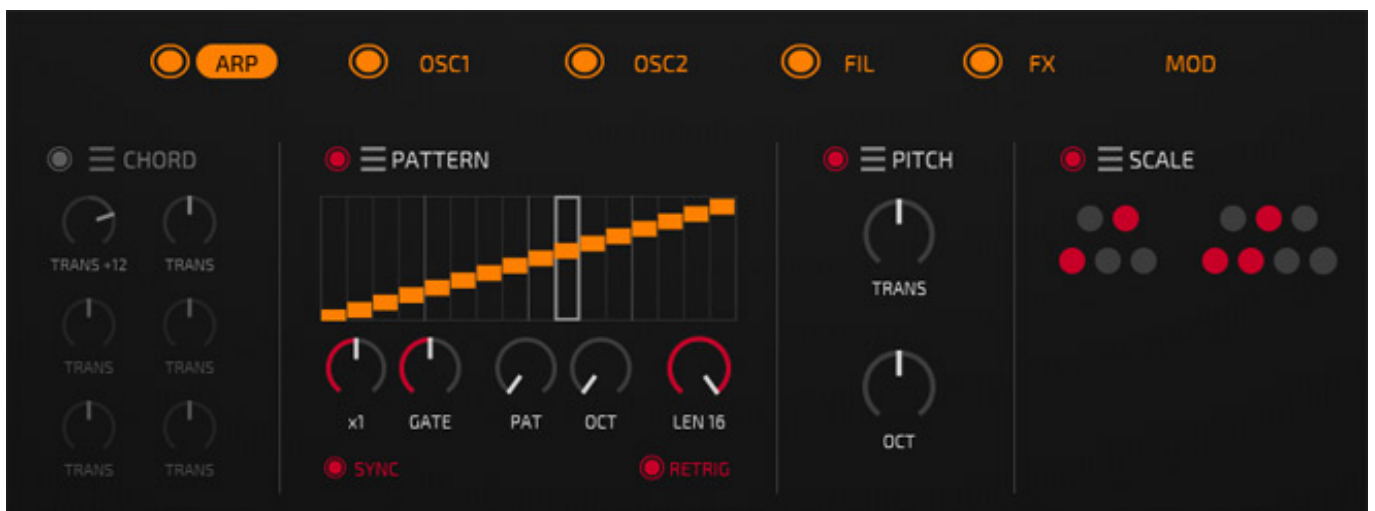 ARP OSC1 OSC2 FIL FX MOD
CHORD
TRANS +12 TRANS
TRANS TRANS
TRANS TRANS
PATTERN
x1 GATE PAT OCT LEN 16
SYNC RETRIG
PITCH
TRANS
OCT
SCALE